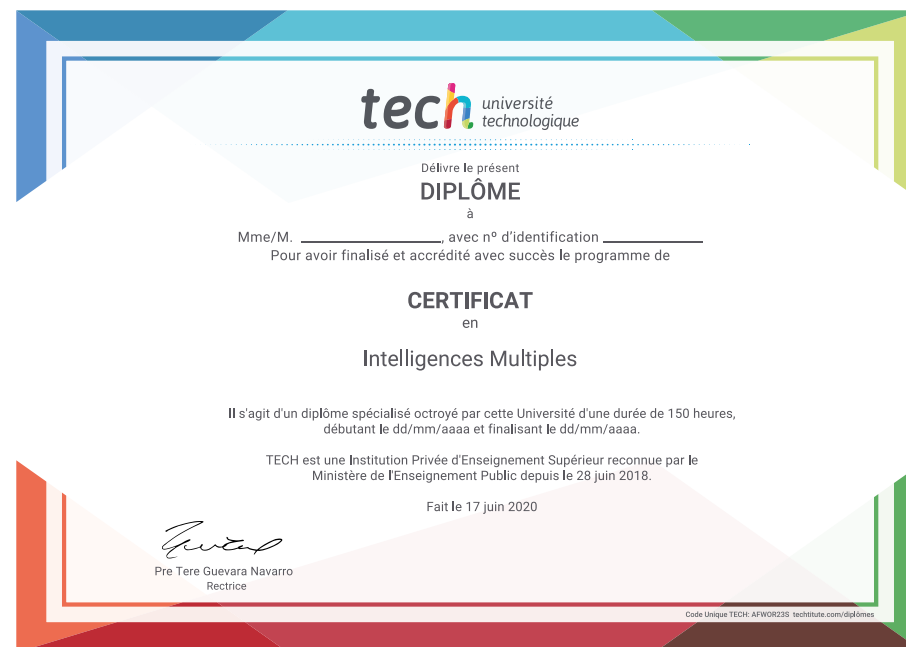 tech université
technologique
Délivre le présent
DIPLÔME
à
Mme/M. ____________________, avec nº d'identification ______________
Pour avoir finalisé et accrédité avec succès le programme de
CERTIFICAT
en
Intelligences Multiples
Il s'agit d'un diplôme spécialisé octroyé par cette Université d'une durée de 150 heures,
débutant le dd/mm/aaaa et finalisant le dd/mm/aaaa.
TECH est une Institution Privée d'Enseignement Supérieur reconnue par le
Ministère de l'Enseignement Public depuis le 28 juin 2018.
Fait le 17 juin 2020
Pre Tere Guevara Navarro
Rectrice
Code Unique TECH: AFWOR23S techtitute.com/diplômes